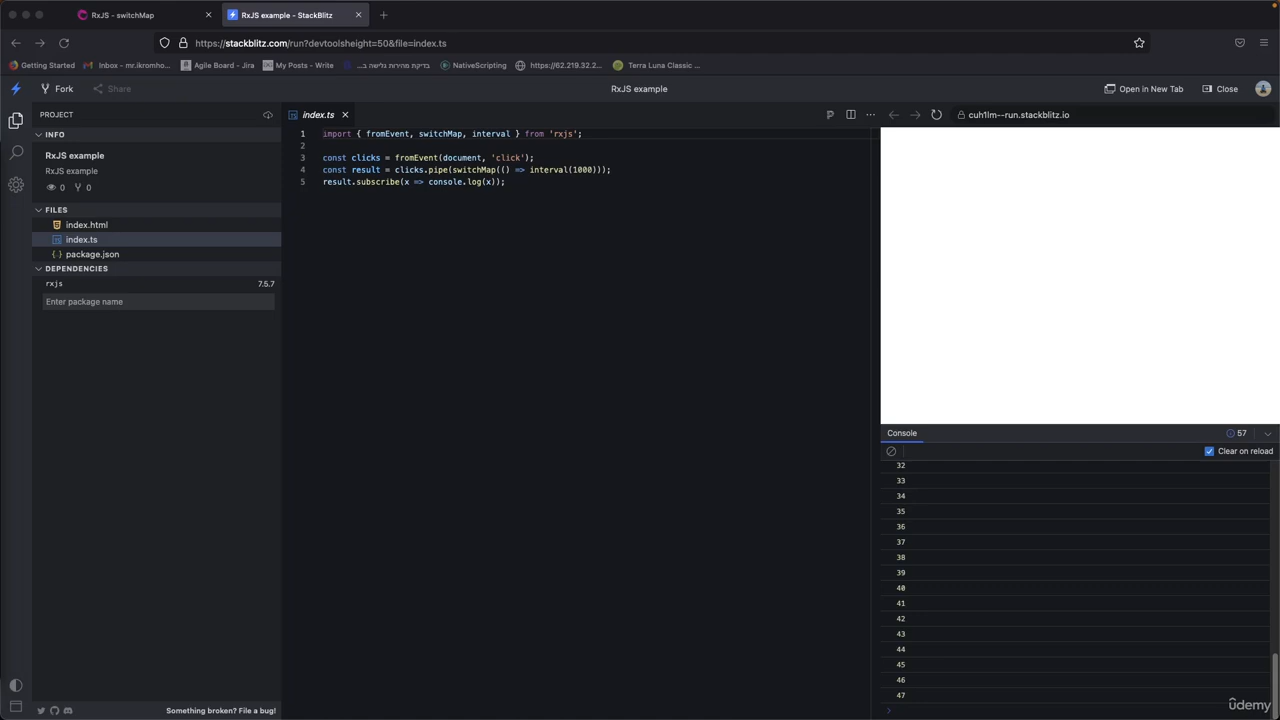 RxJS - switchMap
RxJS example - StackBlitz
https://stackblitz.com/run?devtoolsheight=50&file=index.ts
Getting Started
Inbox - mr.ikromho...
Agile Board - Jira
My Posts - Write
...בדיקת מהירות גלישה ב
NativeScripting
https://62.219.32.2...
Terra Luna Classic ...
Fork
Share
RxJS example
Open in New Tab
Close
PROJECT
INFO
RxJS example
RxJS example
0 0
FILES
index.html
index.ts
package.json
DEPENDENCIES
rxjs 7.5.7
Enter package name
Something broken? File a bug!
index.ts
1 import { fromEvent, switchMap, interval } from 'rxjs';
2
3 const clicks = fromEvent(document, 'click');
4 const result = clicks.pipe(switchMap(() => interval(1000)));
5 result.subscribe(x => console.log(x));
cuh1lm--run.stackblitz.io
Console
57
Clear on reload
32
33
34
35
36
37
38
39
40
41
42
43
44
45
46
47
ûdemy